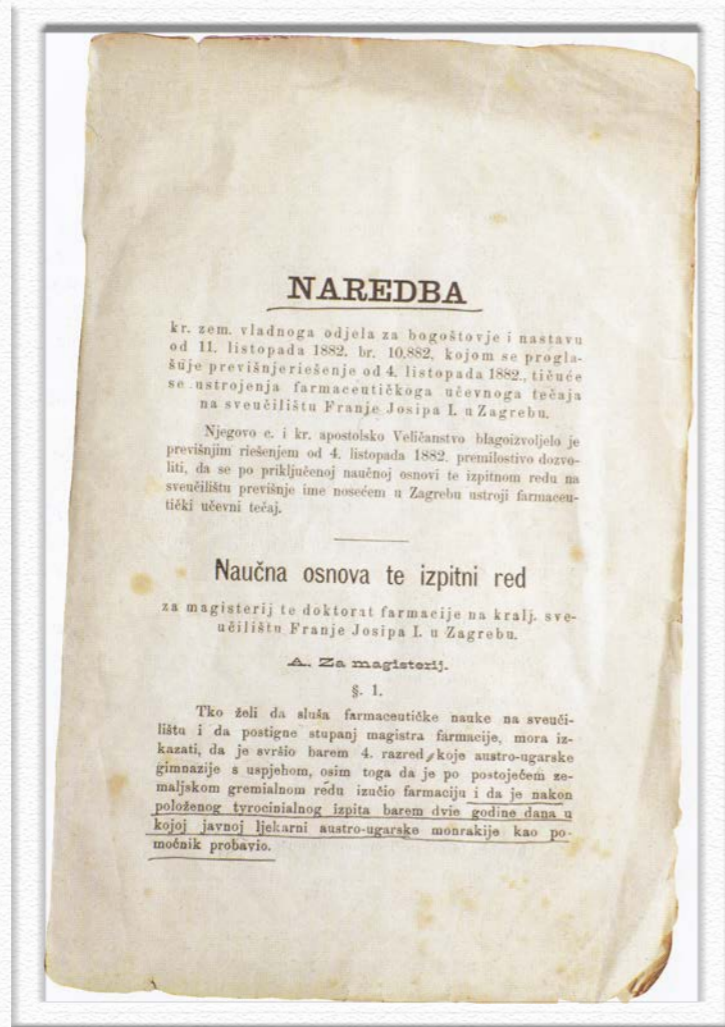 NAREDBA
kr. zem. vladnoga odjela za bogoštovje i nastavu
od 11. listopada 1882. br. 10.882, kojom se progla-
šuje previšnjeriešenje od 4. listopada 1882., tičuće
se ustrojenja farmaceutičkoga učevnoga tečaja
na sveučilištu Franje Josipa I. u Zagrebu.
Njegovo c. i kr. apostolsko Veličanstvo blagoizvoljelo je
previšnjim riešenjem od 4. listopada 1882. premilostivo dozvo-
liti, da se po priključenoj naučnoj osnovi te izpitnom redu na
sveučilištu previšnje ime nosećem u Zagrebu ustroji farmaceu-
tički učevni tečaj.
Naučna osnova te izpitni red
za magisterij te doktorat farmacije na kralj. sve-
učilištu Franje Josipa I. u Zagrebu.
A. Za magisterij.
§. 1.
Tko želi da sluša farmaceutičke nauke na sveuči-
lištu i da postigne stupanj magistra farmacije, mora iz-
kazati, da je svršio barem 4. razred koje austro-ugarske
gimnazije s uspjehom, osim toga da je po postojećem ze-
maljskom gremialnom redu izučio farmaciju i da je nakon
položenog tyrocinialnog izpita barem dvie godine dana u
kojoj javnoj ljekarni austro-ugarske monrakije kao po-
moćnik probavio.